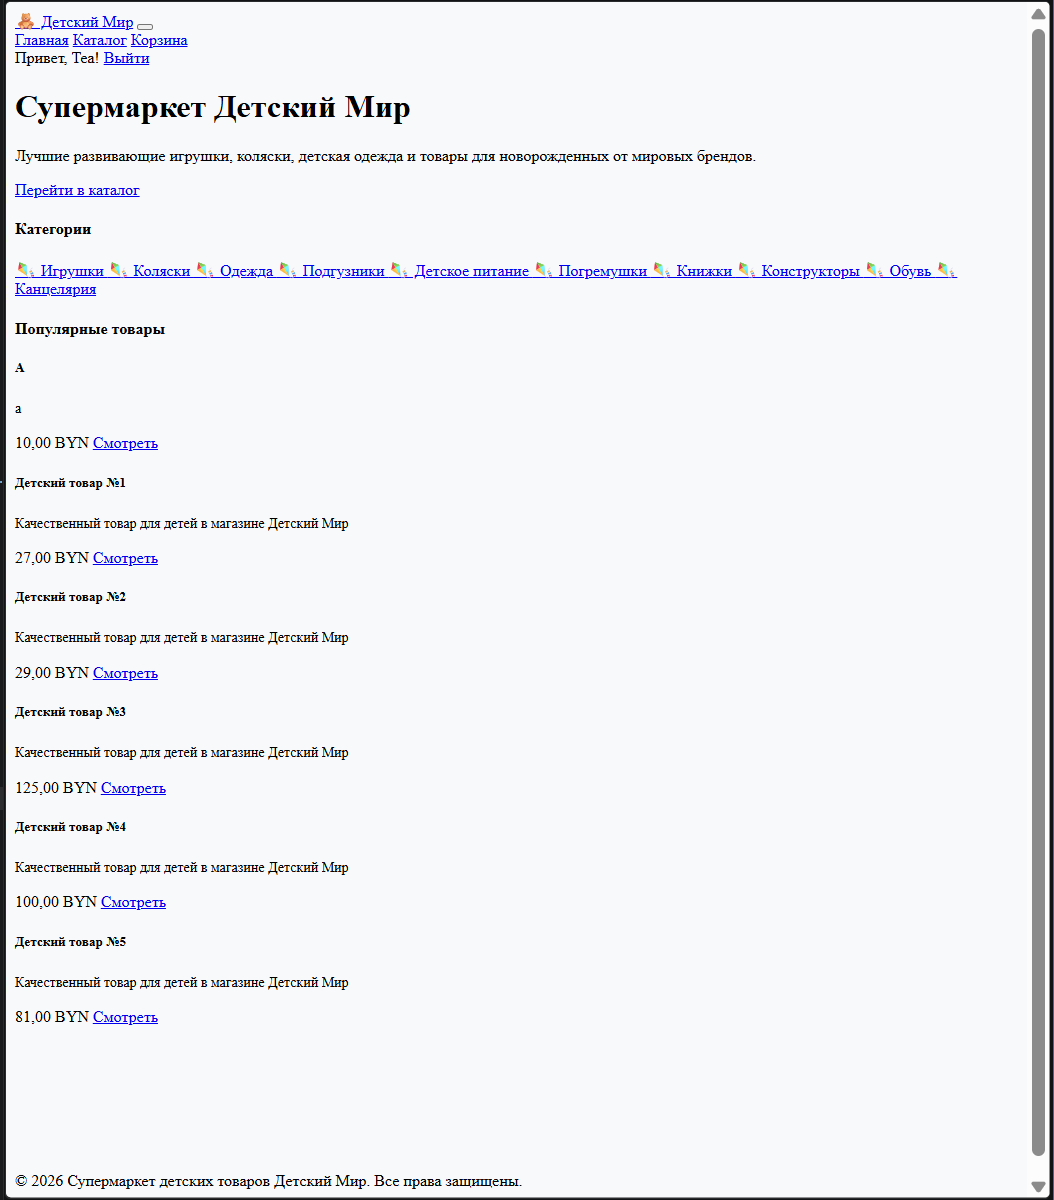 Детский Мир
Главная Каталог Корзина
Привет, Tea! Выйти
Супермаркет Детский Мир
Лучшие развивающие игрушки, коляски, детская одежда и товары для новорожденных от мировых брендов.
Перейти в каталог
Категории
Игрушки Коляски Одежда Подгузники Детское питание Погремушки Книжки Конструкторы Обувь
Канцелярия
Популярные товары
А
а
10,00 BYN Смотреть
Детский товар №1
Качественный товар для детей в магазине Детский Мир
27,00 BYN Смотреть
Детский товар №2
Качественный товар для детей в магазине Детский Мир
29,00 BYN Смотреть
Детский товар №3
Качественный товар для детей в магазине Детский Мир
125,00 BYN Смотреть
Детский товар №4
Качественный товар для детей в магазине Детский Мир
100,00 BYN Смотреть
Детский товар №5
Качественный товар для детей в магазине Детский Мир
81,00 BYN Смотреть
© 2026 Супермаркет детских товаров Детский Мир. Все права защищены.